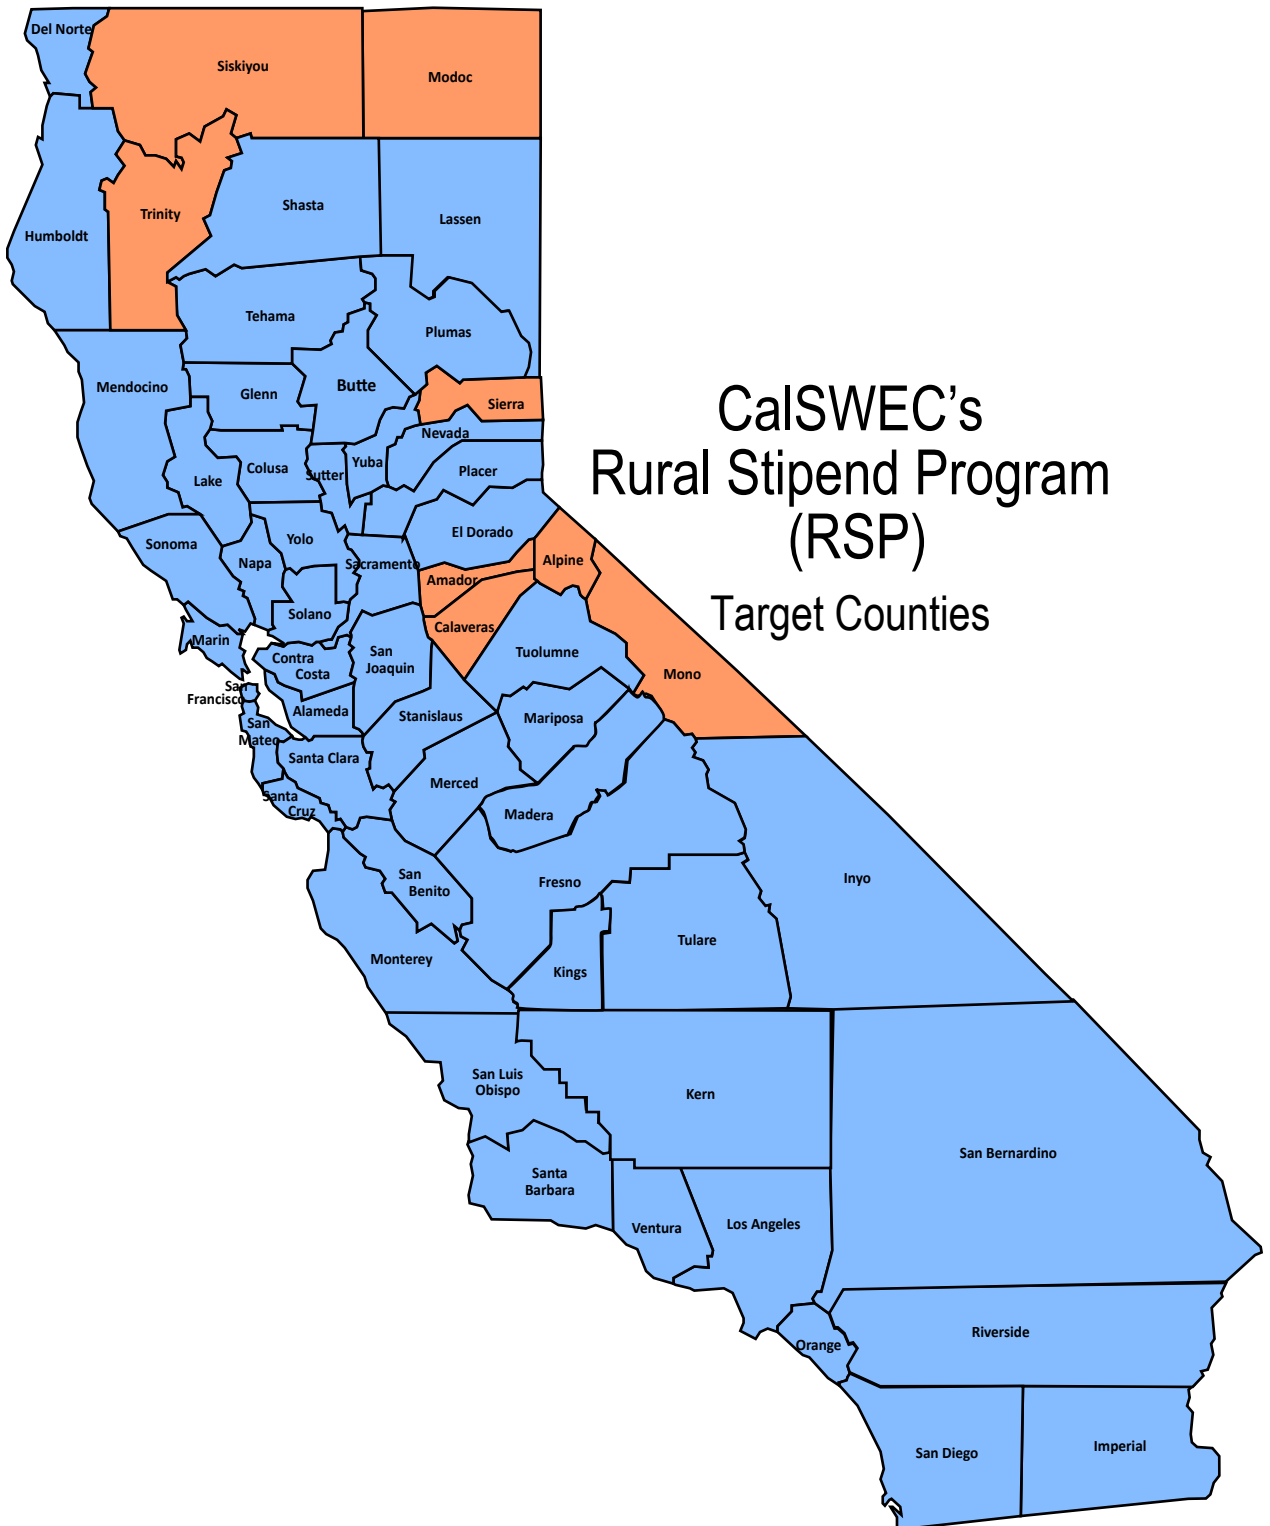 Del Norte
Siskiyou
Modoc
Shasta
Trinity
Lassen
Humboldt
Tehama
Plumas
Mendocino
Butte
Glenn
Sierra
Nevada
Colusa
Yuba
Sutter
Placer
Lake
El Dorado
Yolo
Sonoma
Napa
Sacramento
Alpine
Amador
Solano
Calaveras
Marin
Contra
Costa
San
Joaquin
Tuolumne
Mono
San
Francisco
Alameda
Stanislaus
Mariposa
San
Mateo
Santa Clara
Merced
Santa
Cruz
Madera
San
Benito
Fresno
Inyo
Tulare
Monterey
Kings
San Luis
Obispo
Kern
San Bernardino
Santa
Barbara
Ventura
Los Angeles
Riverside
Orange
San Diego
Imperial
CalSWEC’s
Rural Stipend Program
(RSP)
Target Counties